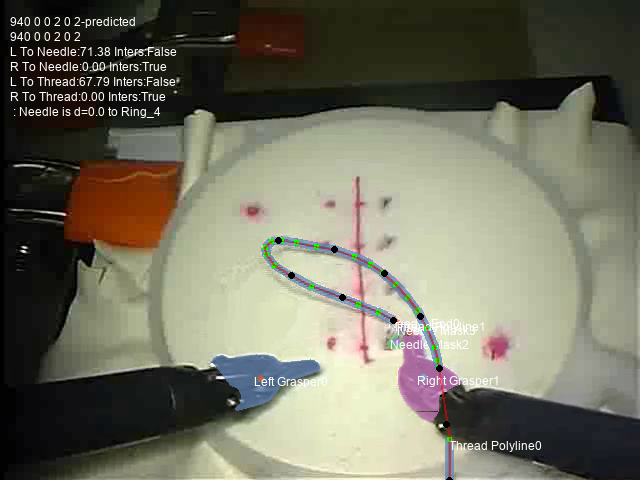 940 0 0 2 0 2-predicted
940 0 0 2 0 2
L To Needle:71.38 Inters:False
R To Needle:0.00 Inters:True
L To Thread:67.79 Inters:False
R To Thread:0.00 Inters:True
: Needle is d=0.0 to Ring_4
Needle Mask2
Left Grasper0
Right Grasper1
Thread Polyline0